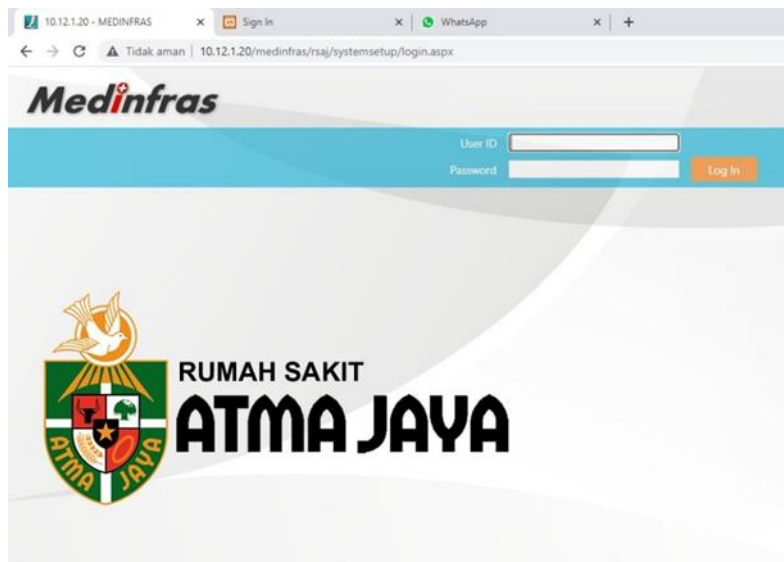 10.12.1.20 - MEDINFRAS
Sign In
WhatsApp
Tidak aman | 10.12.1.20/medinfras/rsaj/systemsetup/login.aspx
Medinfras
User ID
Password
Log In
RUMAH SAKIT
ATMA JAYA
ATMA JAYA